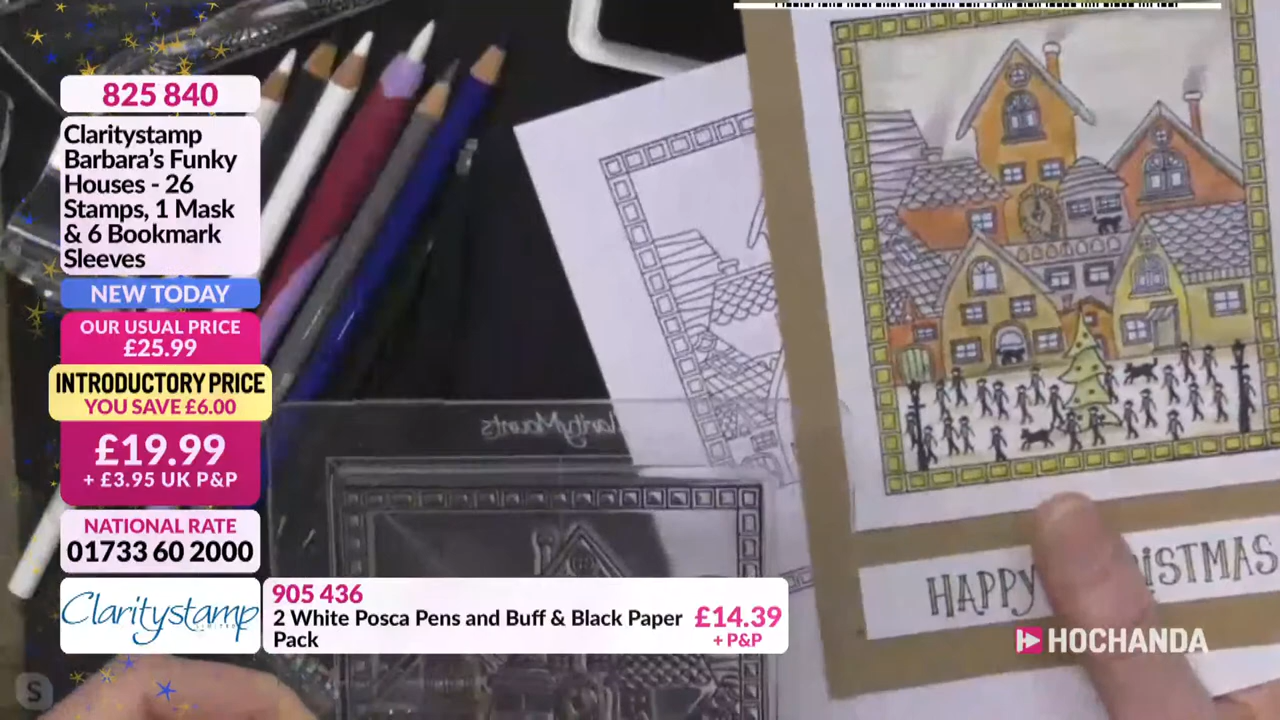 825 840
Claritystamp
Barbara's Funky
Houses - 26
Stamps, 1 Mask
& 6 Bookmark
Sleeves
NEW TODAY
OUR USUAL PRICE
£25.99
INTRODUCTORY PRICE
YOU SAVE £6.00
£19.99
+ £3.95 UK P&P
NATIONAL RATE
01733 60 2000
Claritystamp
LIMITED
905 436
2 White Posca Pens and Buff & Black Paper
Pack
£14.39
+ P&P
HAPPY
HOCHANDA
S